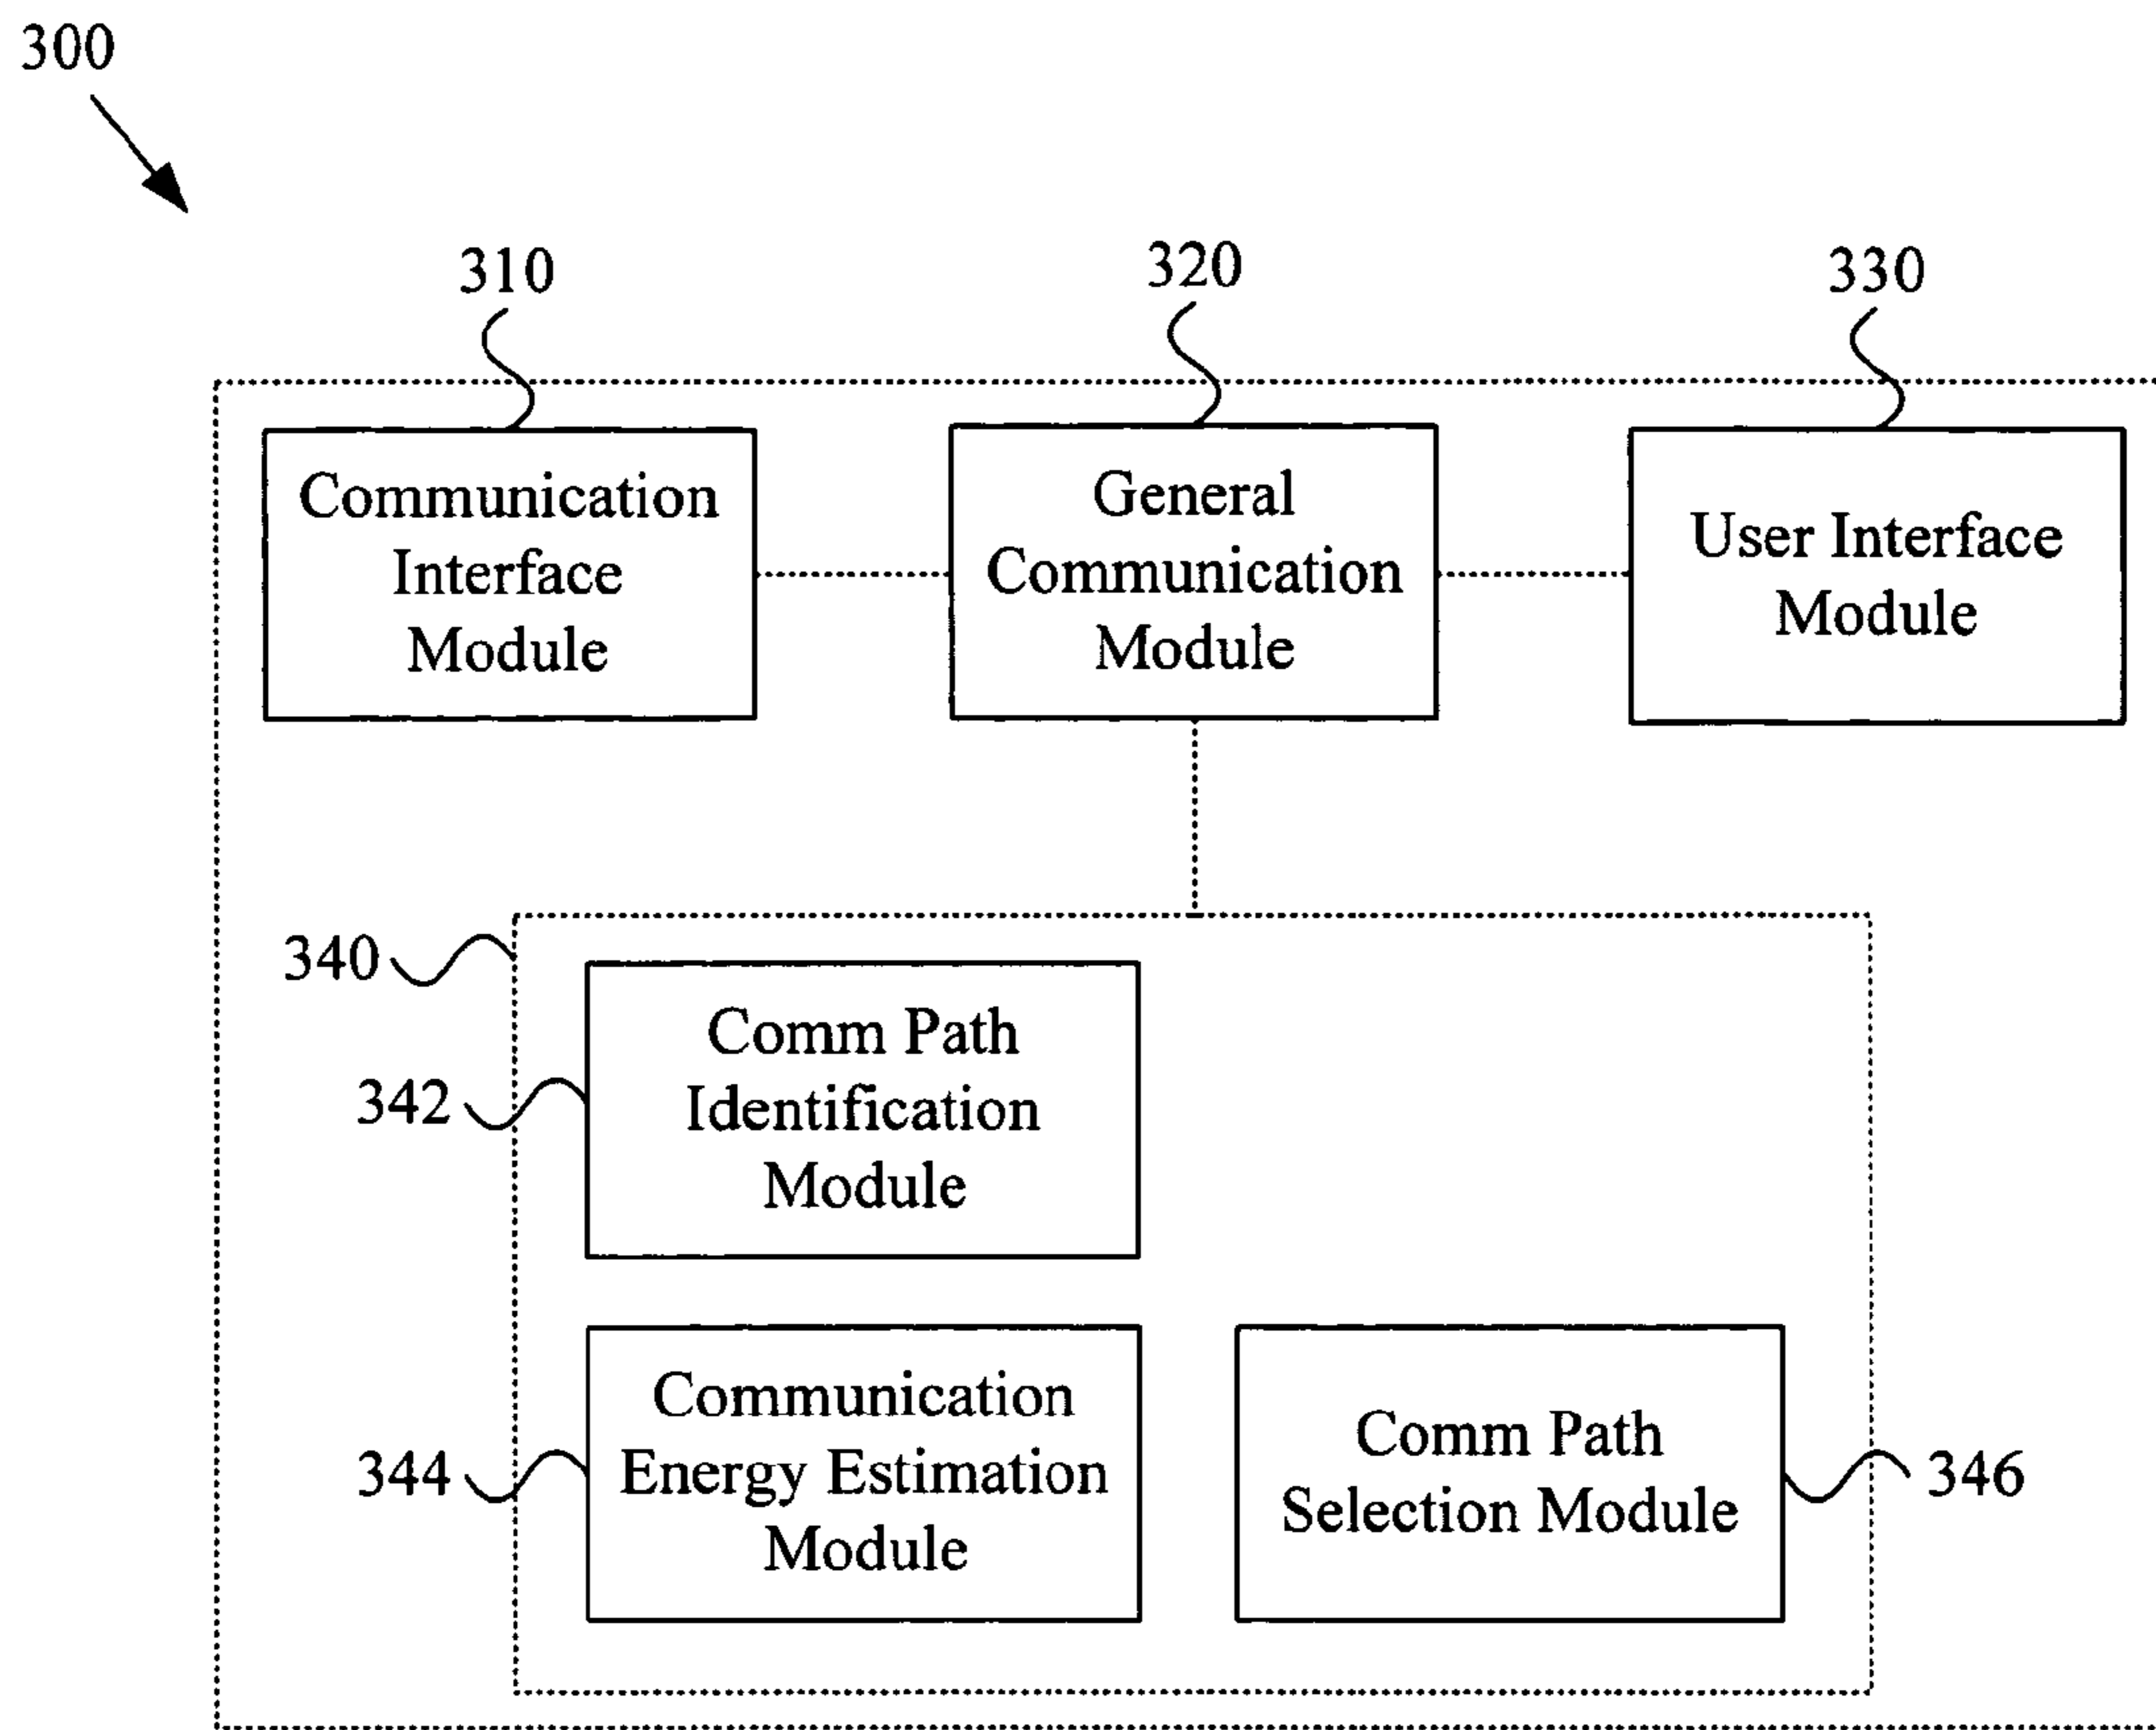 300
310
320
330
Communication
Interface
Module
General
Communication
Module
User Interface
Module
340
342
Comm Path
Identification
Module
344
Communication
Energy Estimation
Module
Comm Path
Selection Module
346